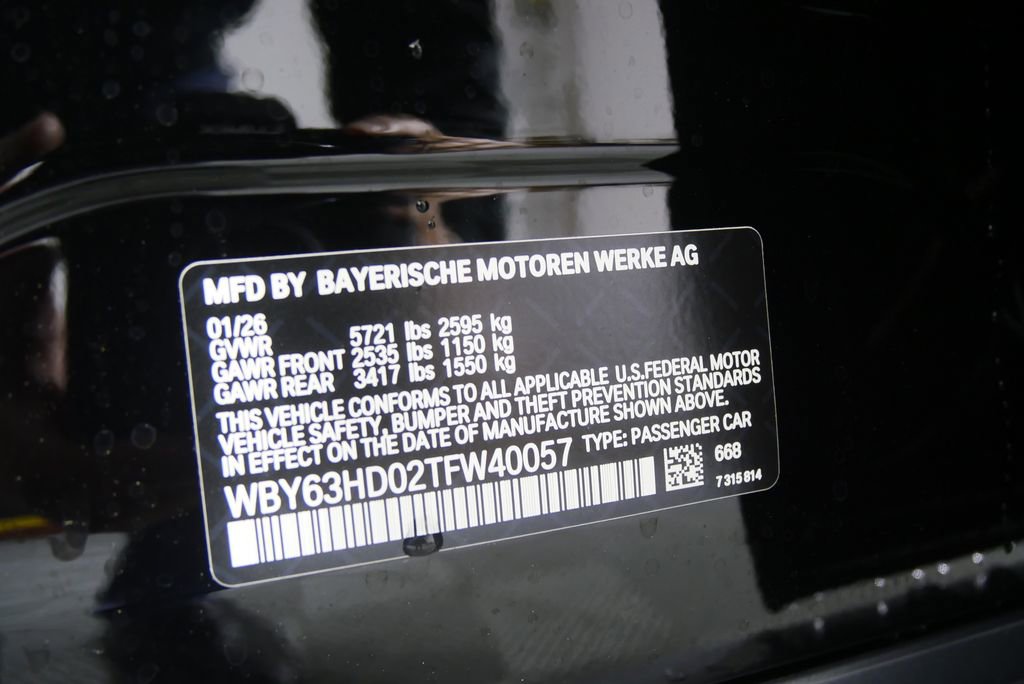 MFD BY BAYERISCHE MOTOREN WERKE AG
01/26
GVWR 5721 lbs 2595 kg
GAWR FRONT 2535 lbs 1150 kg
GAWR REAR 3417 lbs 1550 kg
THIS VEHICLE CONFORMS TO ALL APPLICABLE U.S.FEDERAL MOTOR
VEHICLE SAFETY, BUMPER AND THEFT PREVENTION STANDARDS
IN EFFECT ON THE DATE OF MANUFACTURE SHOWN ABOVE.
WBY63HD02TFW40057 TYPE: PASSENGER CAR
668
7 315 814